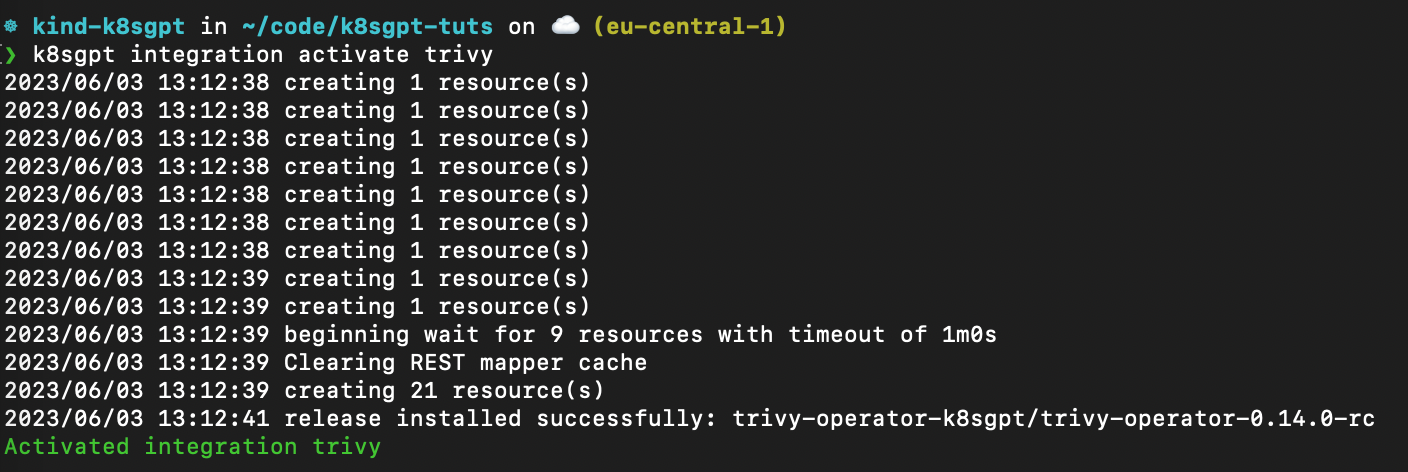 kind-k8sgpt in ~/code/k8sgpt-tuts on ☁️ (eu-central-1)
❯ k8sgpt integration activate trivy
2023/06/03 13:12:38 creating 1 resource(s)
2023/06/03 13:12:38 creating 1 resource(s)
2023/06/03 13:12:38 creating 1 resource(s)
2023/06/03 13:12:38 creating 1 resource(s)
2023/06/03 13:12:38 creating 1 resource(s)
2023/06/03 13:12:38 creating 1 resource(s)
2023/06/03 13:12:38 creating 1 resource(s)
2023/06/03 13:12:39 creating 1 resource(s)
2023/06/03 13:12:39 creating 1 resource(s)
2023/06/03 13:12:39 beginning wait for 9 resources with timeout of 1m0s
2023/06/03 13:12:39 Clearing REST mapper cache
2023/06/03 13:12:39 creating 21 resource(s)
2023/06/03 13:12:41 release installed successfully: trivy-operator-k8sgpt/trivy-operator-0.14.0-rc
Activated integration trivy